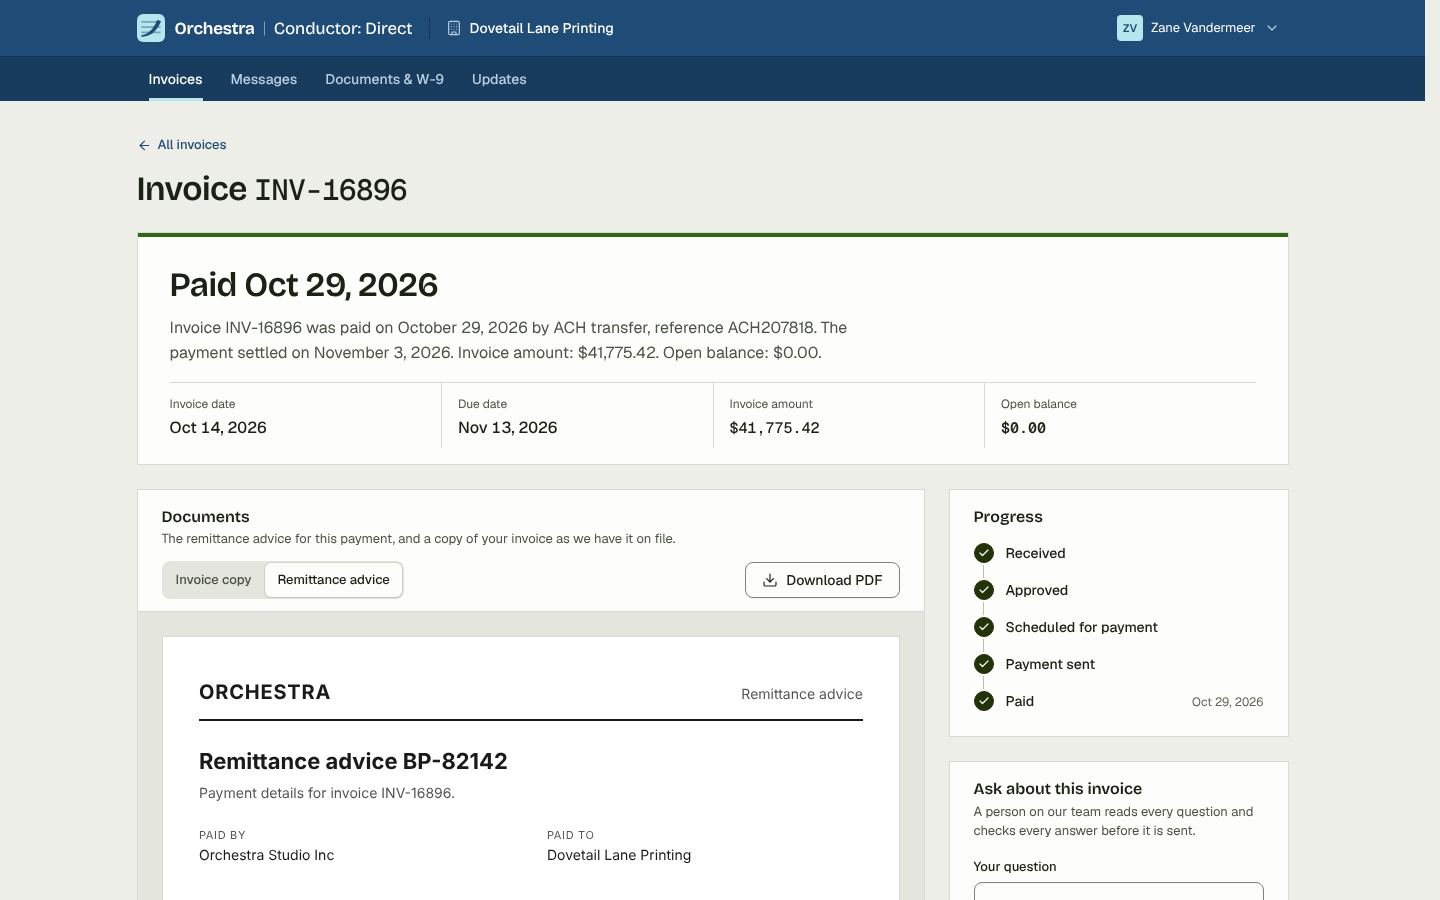 Orchestra | Conductor: Direct
Dovetail Lane Printing
ZV Zane Vandermeer
Invoices Messages Documents & W-9 Updates
All invoices
Invoice INV-16896
Paid Oct 29, 2026
Invoice INV-16896 was paid on October 29, 2026 by ACH transfer, reference ACH207818. The
payment settled on November 3, 2026. Invoice amount: $41,775.42. Open balance: $0.00.
Invoice date Due date Invoice amount Open balance
Oct 14, 2026 Nov 13, 2026 $41,775.42 $0.00
Documents
The remittance advice for this payment, and a copy of your invoice as we have it on file.
Invoice copy Remittance advice Download PDF
ORCHESTRA Remittance advice
Remittance advice BP-82142
Payment details for invoice INV-16896.
PAID BY PAID TO
Orchestra Studio Inc Dovetail Lane Printing
Progress
Received
Approved
Scheduled for payment
Payment sent
Paid Oct 29, 2026
Ask about this invoice
A person on our team reads every question and
checks every answer before it is sent.
Your question